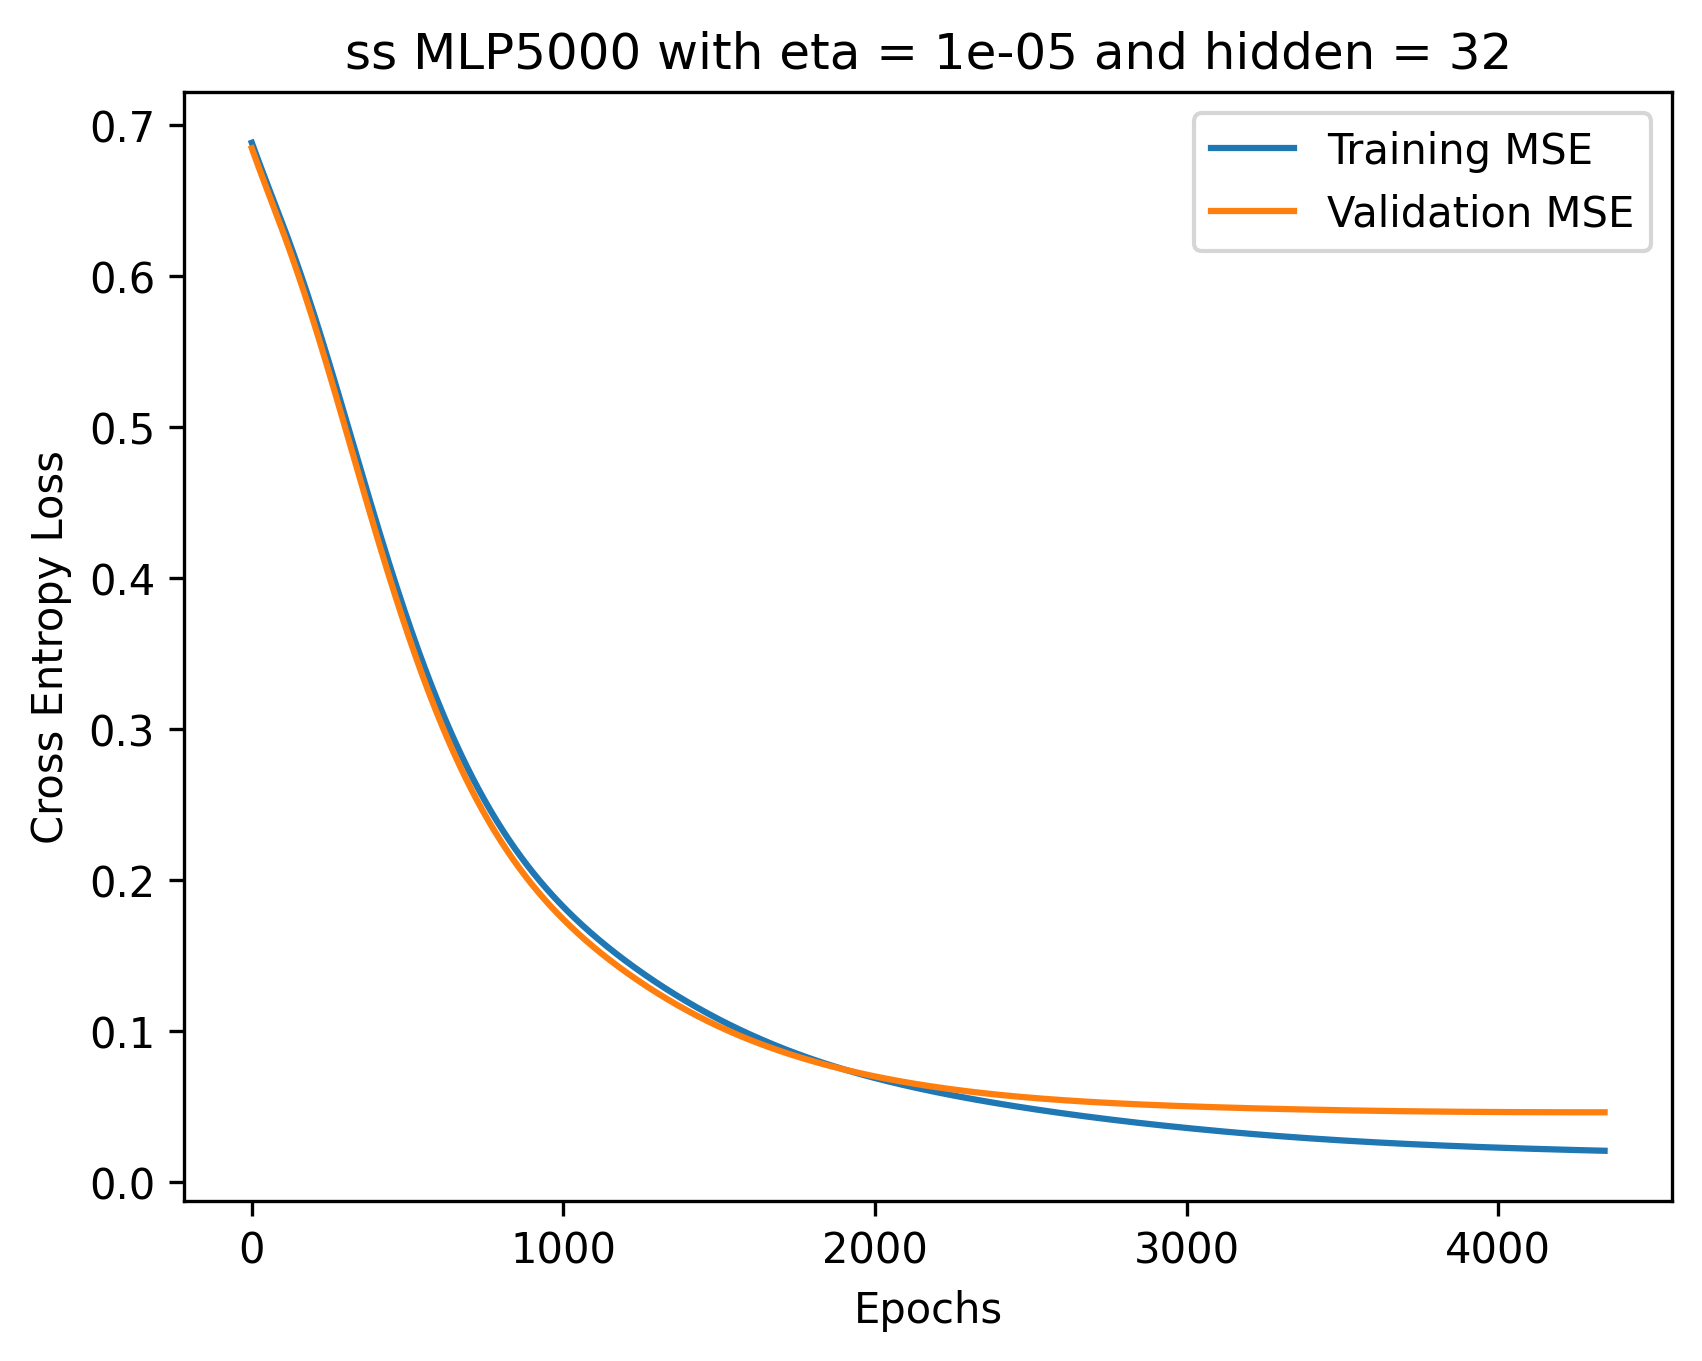 ss MLP5000 with eta = 1e-05 and hidden = 32
Training MSE
Validation MSE
0.7
0.6
0.5
0.4
0.3
0.2
0.1
0.0
Cross Entropy Loss
0
1000
2000
3000
4000
Epochs